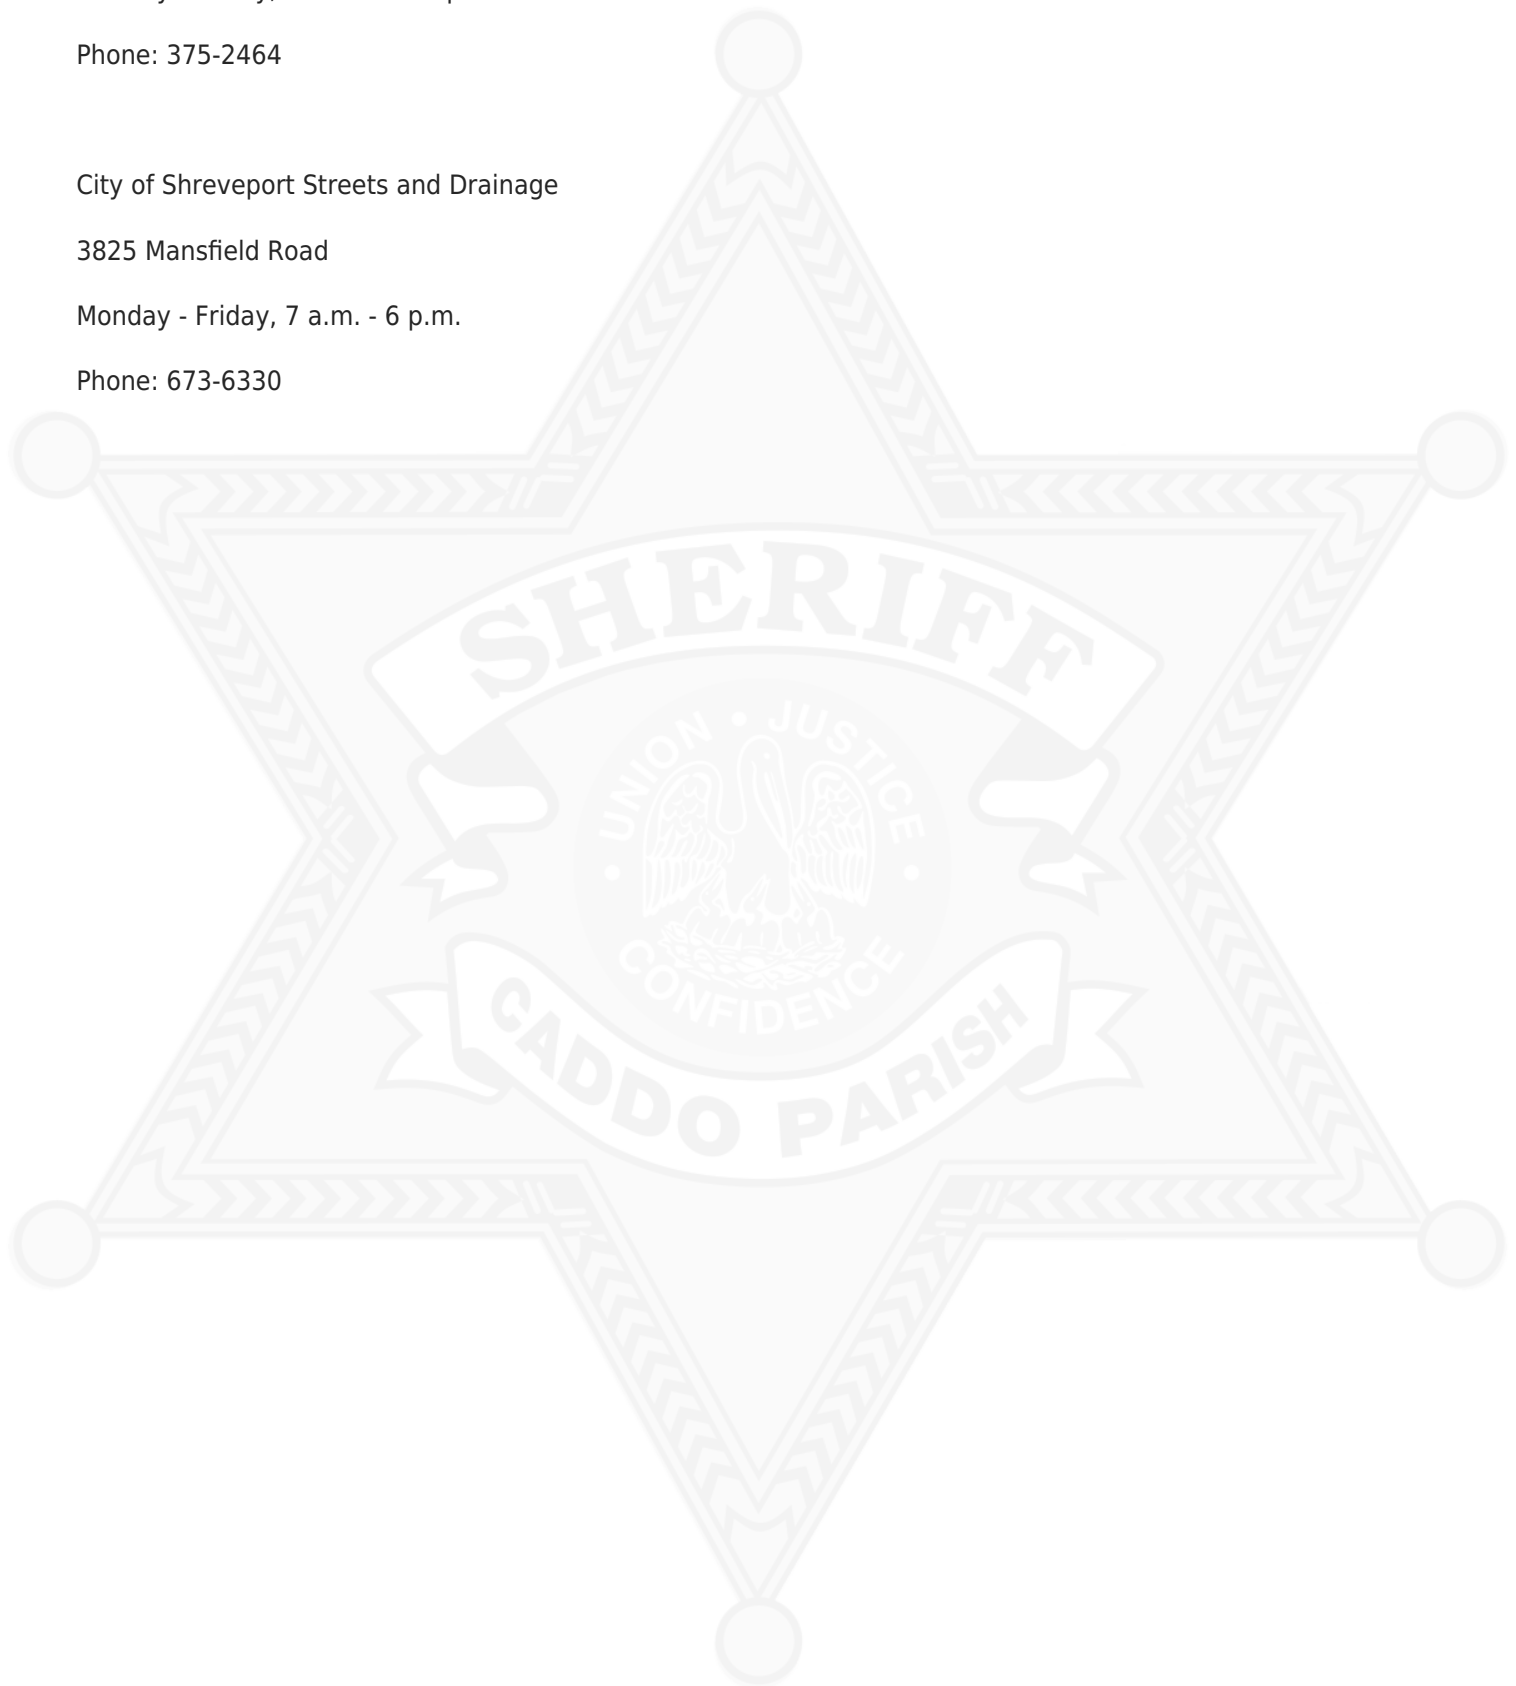 Phone: 375-2464
City of Shreveport Streets and Drainage
3825 Mansfield Road
Monday - Friday, 7 a.m. - 6 p.m.
Phone: 673-6330
SHERIFF
UNION • JUSTICE
• CONFIDENCE •
CADDO PARISH